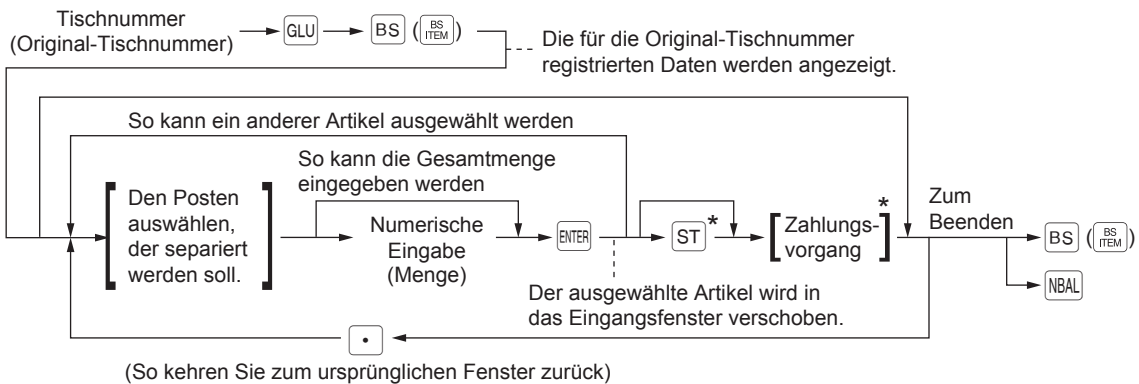 Tischnummer
(Original-Tischnummer)
GLU
BS (BS ITEM)
Die für die Original-Tischnummer
registrierten Daten werden angezeigt.
So kann ein anderer Artikel ausgewählt werden
So kann die Gesamtmenge
eingegeben werden
Den Posten
auswählen,
der separiert
werden soll.
Numerische
Eingabe
(Menge)
ENTER
ST*
[Zahlungs-
vorgang]*
Zum
Beenden
BS (BS ITEM)
NBAL
Der ausgewählte Artikel wird in
das Eingangsfenster verschoben.
•
(So kehren Sie zum ursprünglichen Fenster zurück)